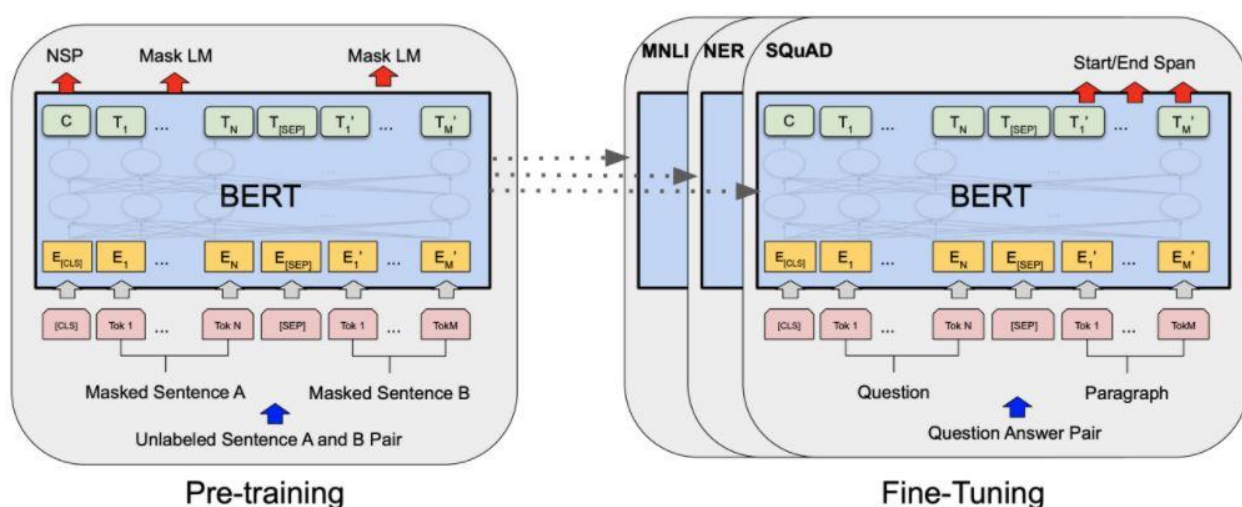 NSP Mask LM Mask LM
C T1 ... TN T[SEP] T1' ... TM'
BERT
E[CLS] E1 ... EN E[SEP] E1' ... EM'
[CLS] Tok 1 ... Tok N [SEP] Tok 1 ... TokM
Masked Sentence A Masked Sentence B
Unlabeled Sentence A and B Pair
Pre-training
MNLI NER SQuAD
Start/End Span
C T1 ... TN T[SEP] T1' ... TM'
BERT
E[CLS] E1 ... EN E[SEP] E1' ... EM'
[CLS] Tok 1 ... Tok N [SEP] Tok 1 ... TokM
Question Paragraph
Question Answer Pair
Fine-Tuning